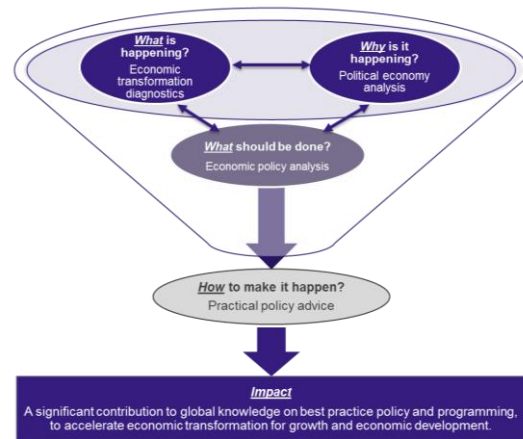 What is
happening?
Economic
transformation
diagnostics
Why is it
happening?
Political economy
analysis
What should be done?
Economic policy analysis
How to make it happen?
Practical policy advice
Impact
A significant contribution to global knowledge on best practice policy and programming,
to accelerate economic transformation for growth and economic development.